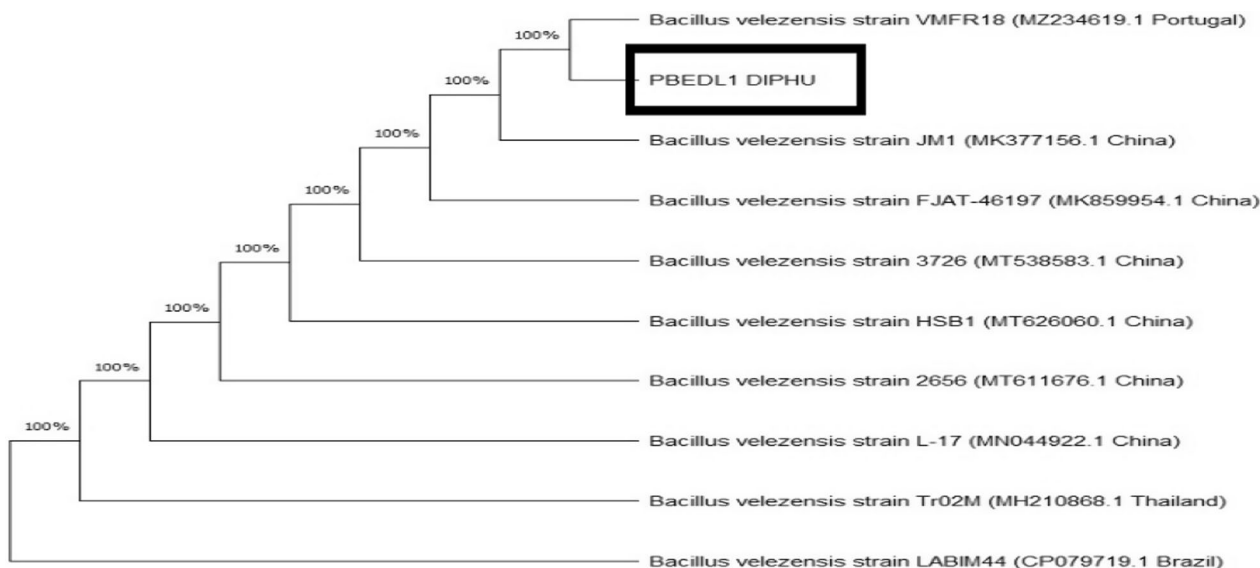 Bacillus velezensis strain VMFR18 (MZ234619.1 Portugal)
100%
PBEDL1 DIPHU
100%
Bacillus velezensis strain JM1 (MK377156.1 China)
100%
Bacillus velezensis strain FJAT-46197 (MK859954.1 China)
100%
Bacillus velezensis strain 3726 (MT538583.1 China)
100%
Bacillus velezensis strain HSB1 (MT626060.1 China)
100%
Bacillus velezensis strain 2656 (MT611676.1 China)
100%
Bacillus velezensis strain L-17 (MN044922.1 China)
100%
Bacillus velezensis strain Tr02M (MH210868.1 Thailand)
Bacillus velezensis strain LABIM44 (CP079719.1 Brazil)